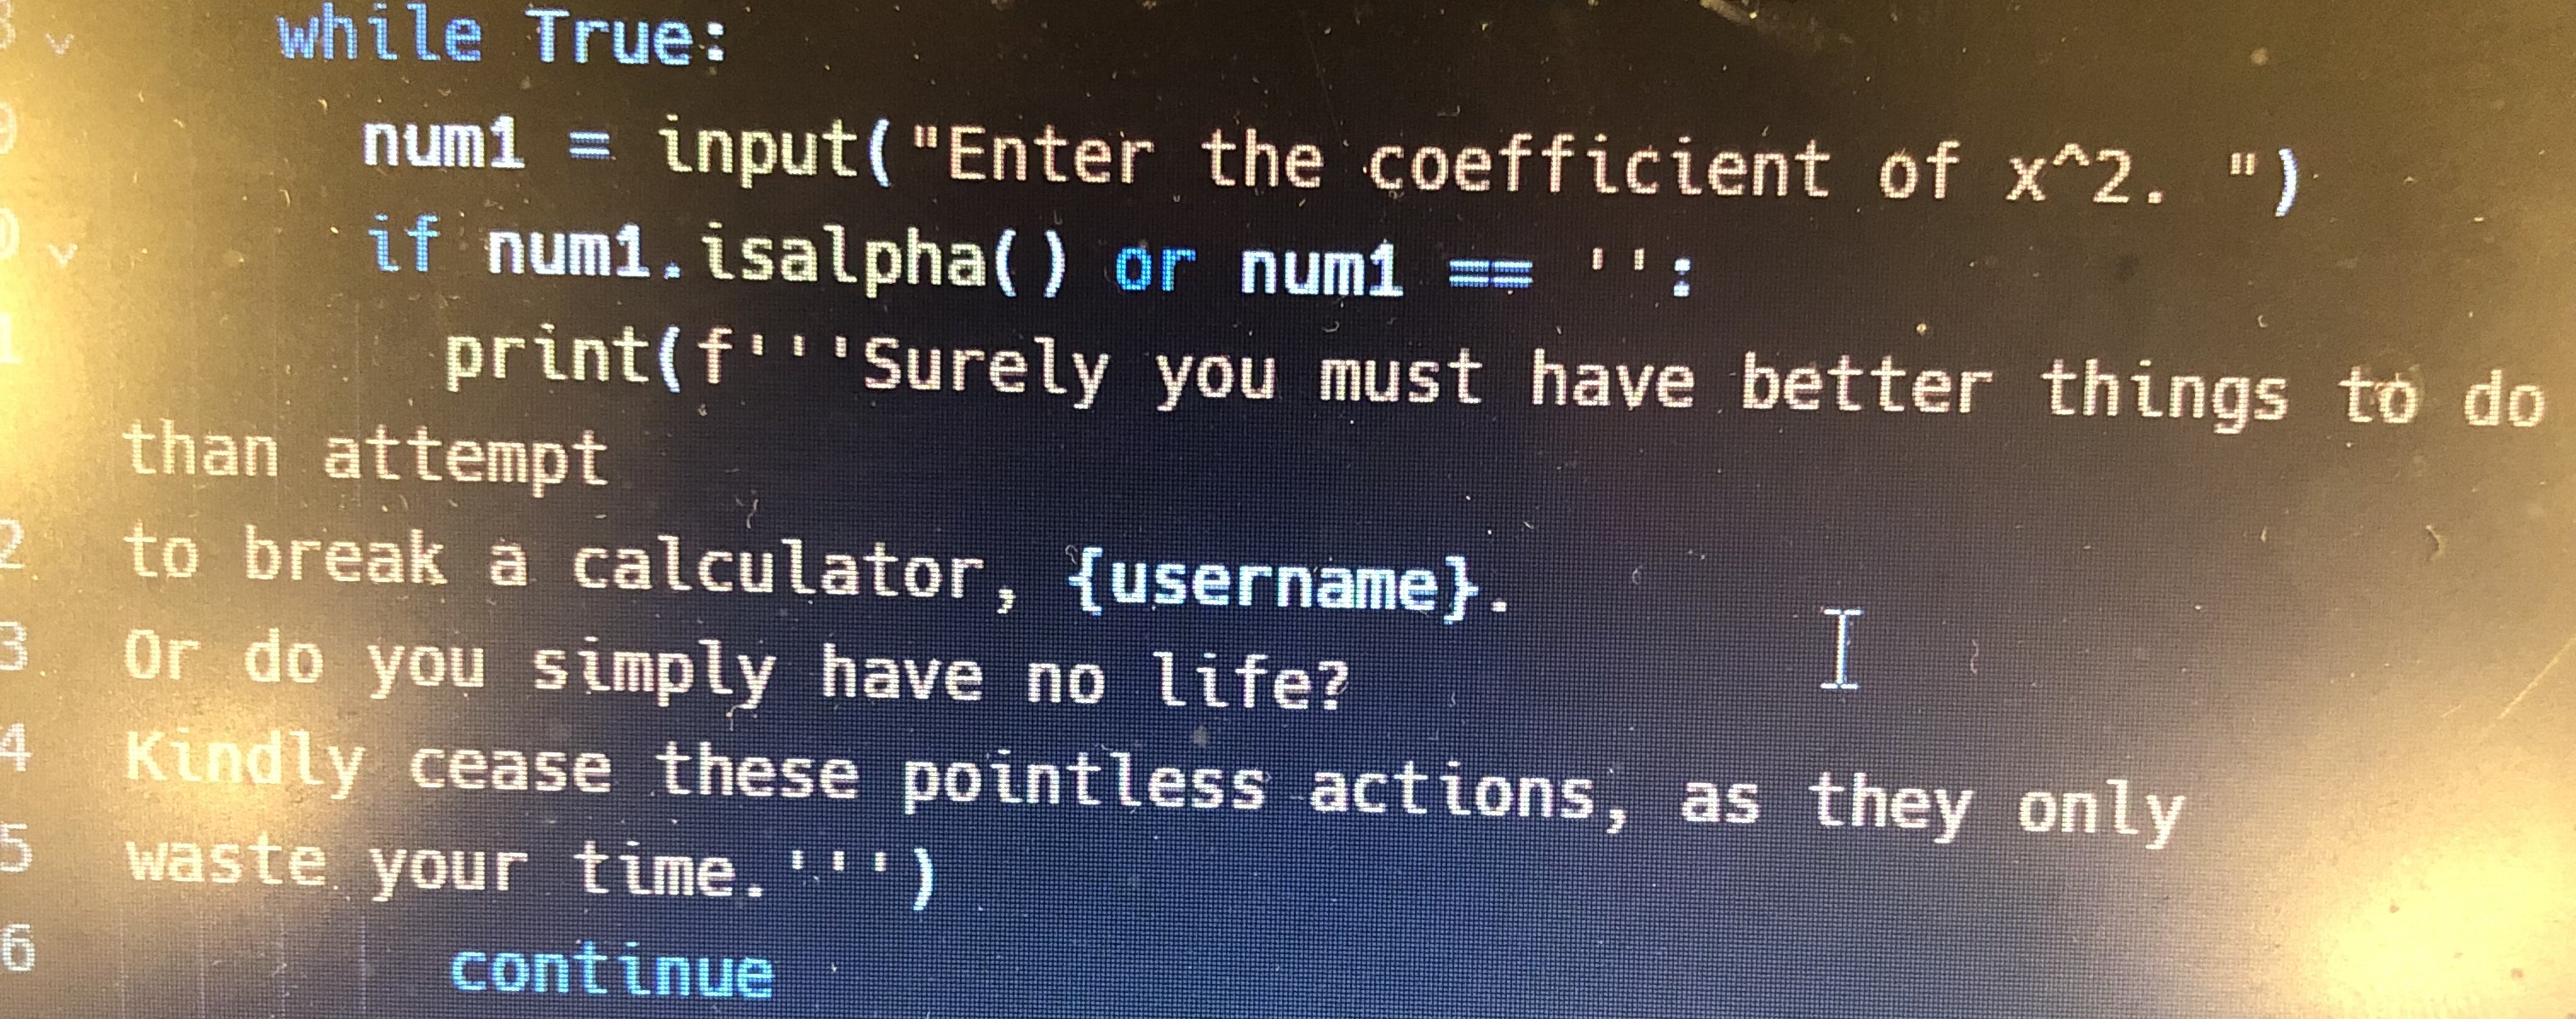 while True:
9 num1 = input("Enter the coefficient of x^2. ")
0 if num1.isalpha() or num1 == '':
1 print(f'''Surely you must have better things to do
than attempt
2 to break a calculator, {username}.
3 Or do you simply have no life?
4 Kindly cease these pointless actions, as they only
5 waste your time.''')
6 continue